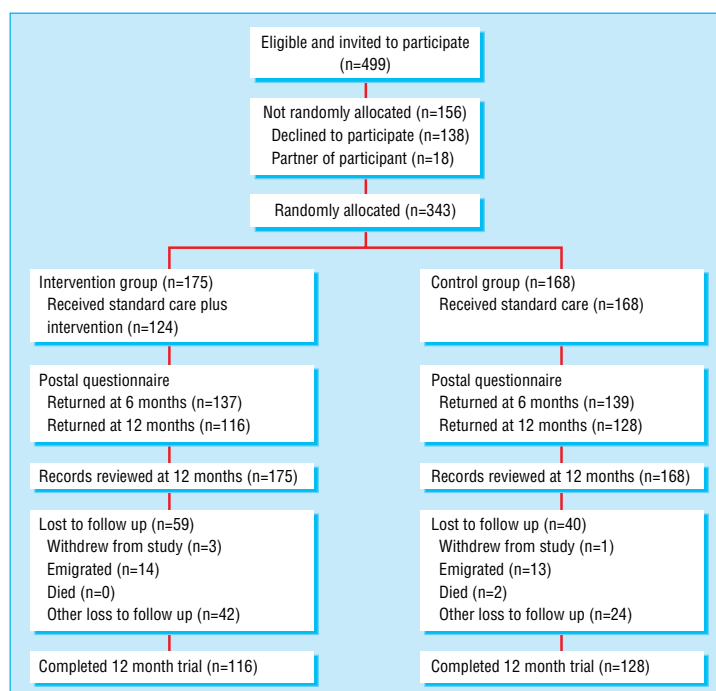 Eligible and invited to participate
(n=499)
Not randomly allocated (n=156)
Declined to participate (n=138)
Partner of participant (n=18)
Randomly allocated (n=343)
Intervention group (n=175)
Received standard care plus
intervention (n=124)
Control group (n=168)
Received standard care (n=168)
Postal questionnaire
Returned at 6 months (n=137)
Returned at 12 months (n=116)
Postal questionnaire
Returned at 6 months (n=139)
Returned at 12 months (n=128)
Records reviewed at 12 months (n=175)
Records reviewed at 12 months (n=168)
Lost to follow up (n=59)
Withdrew from study (n=3)
Emigrated (n=14)
Died (n=0)
Other loss to follow up (n=42)
Lost to follow up (n=40)
Withdrew from study (n=1)
Emigrated (n=13)
Died (n=2)
Other loss to follow up (n=24)
Completed 12 month trial (n=116)
Completed 12 month trial (n=128)